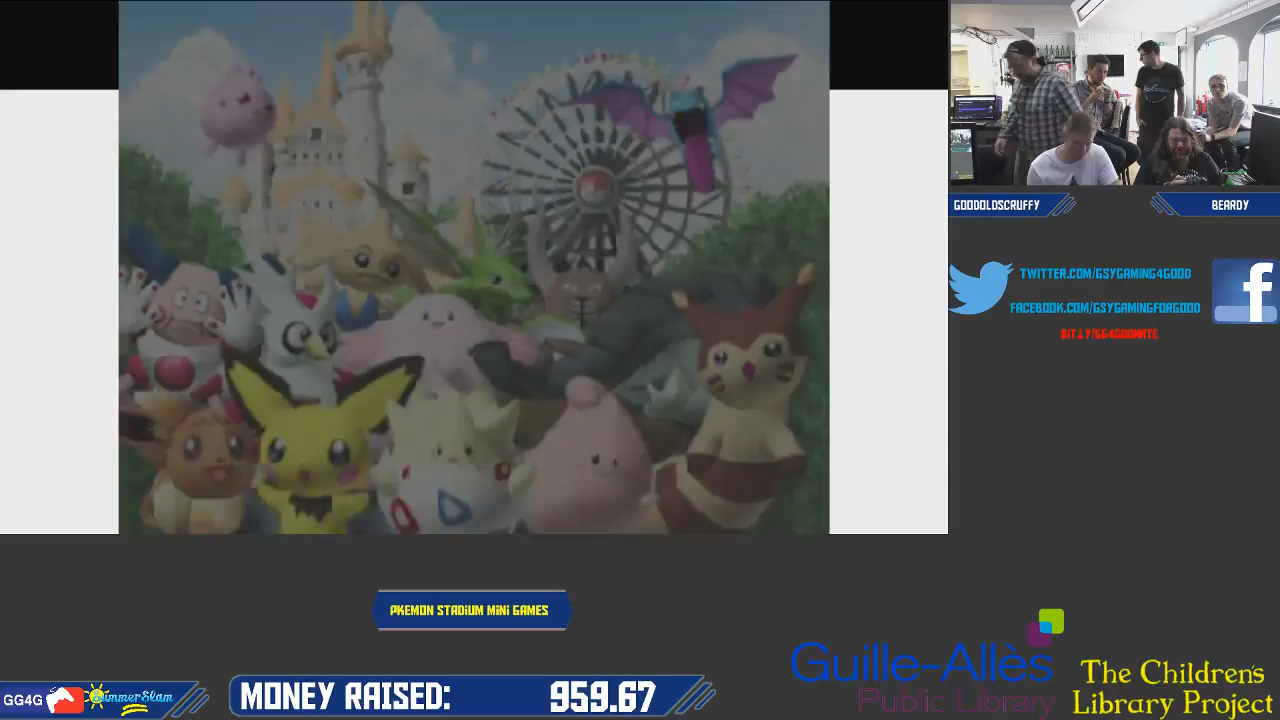 GOODOLDSCRUFFY
BEARDY
TWITTER.COM/GSYGAMING4GOOD
FACEBOOK.COM/GSYGAMINGFORGOOD
BIT.LY/GG4GDONATE
PKEMON STADIUM MINI GAMES
GG4G
SummerSlam
MONEY RAISED: 959.67
Guille-Allès
Public Library
The Children's
Library Project